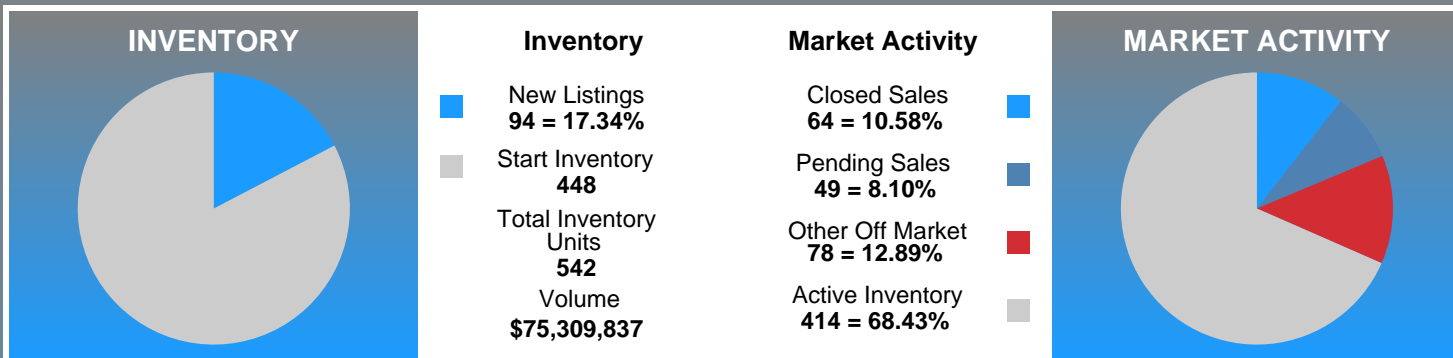 INVENTORY
Inventory
New Listings
94 = 17.34%
Start Inventory
448
Total Inventory
Units
542
Volume
$75,309,837
Market Activity
Closed Sales
64 = 10.58%
Pending Sales
49 = 8.10%
Other Off Market
78 = 12.89%
Active Inventory
414 = 68.43%
MARKET ACTIVITY